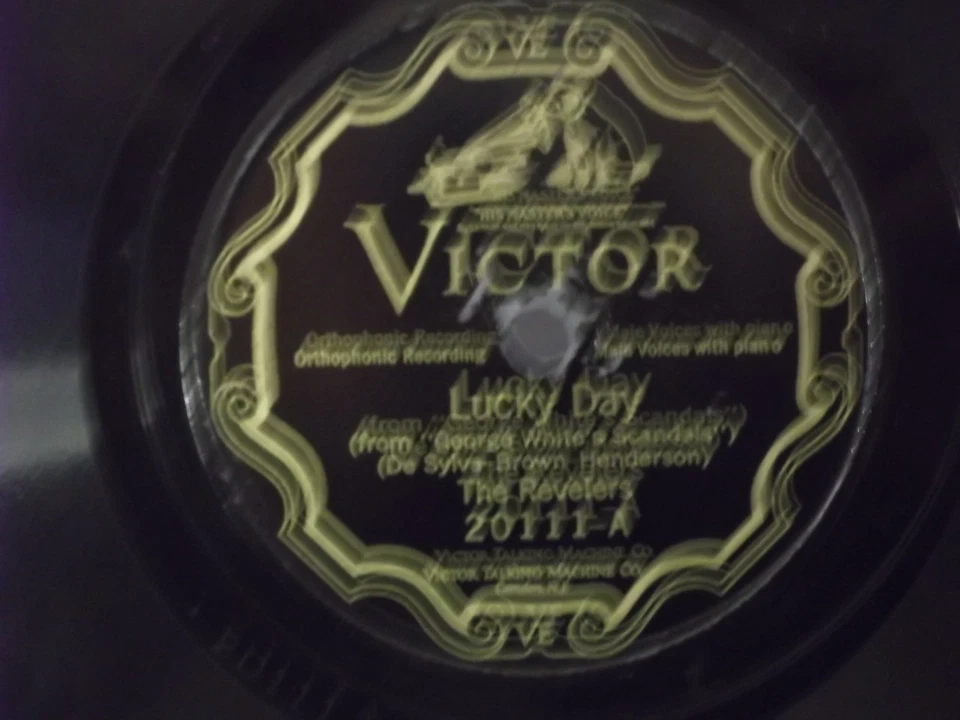 VE
"HIS MASTER'S VOICE"
VICTOR
Orthophonic Recording
Male Voices with piano
Lucky Day
(from "George White's Scandals")
(De Sylva-Brown-Henderson)
The Revelers
20111-A
VICTOR TALKING MACHINE CO.
Camden, N.J.
VE